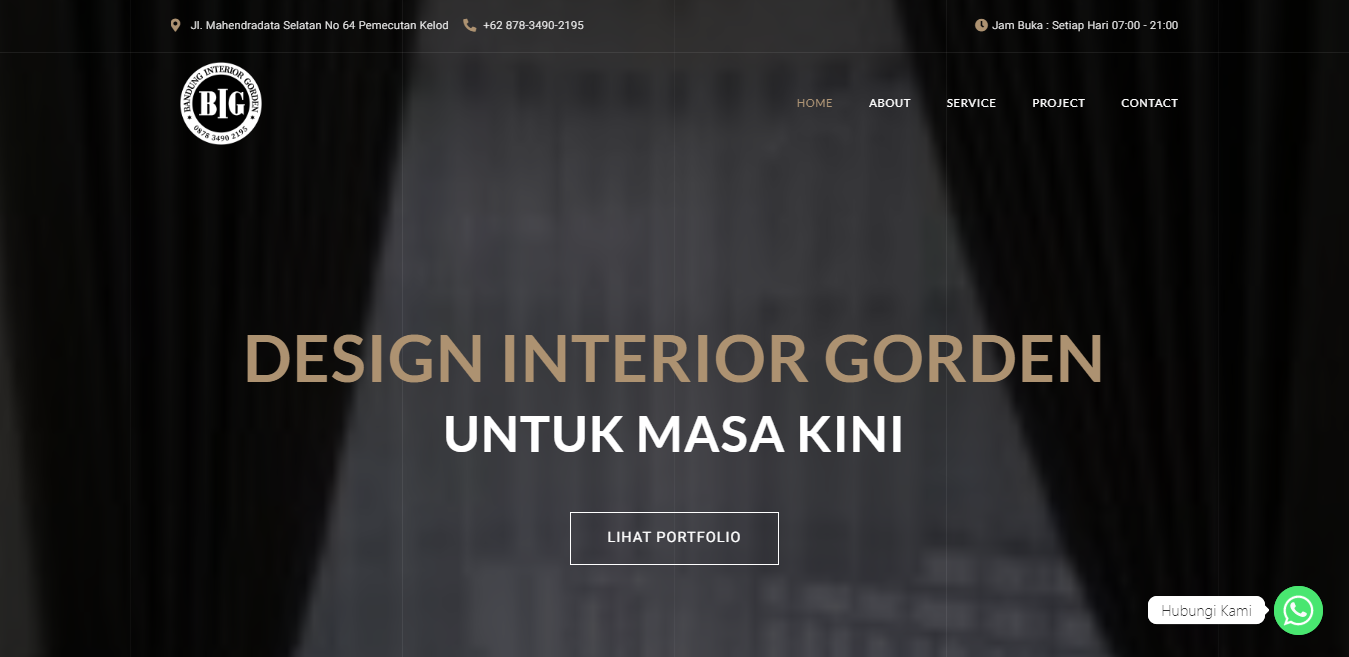 Jl. Mahendradata Selatan No 64 Pemecutan Kelod
+62 878-3490-2195
Jam Buka : Setiap Hari 07:00 - 21:00
BANDUNG INTERIOR GORDEN
BIG
0878 3490 2195
HOME
ABOUT
SERVICE
PROJECT
CONTACT
DESIGN INTERIOR GORDEN
UNTUK MASA KINI
LIHAT PORTFOLIO
Hubungi Kami